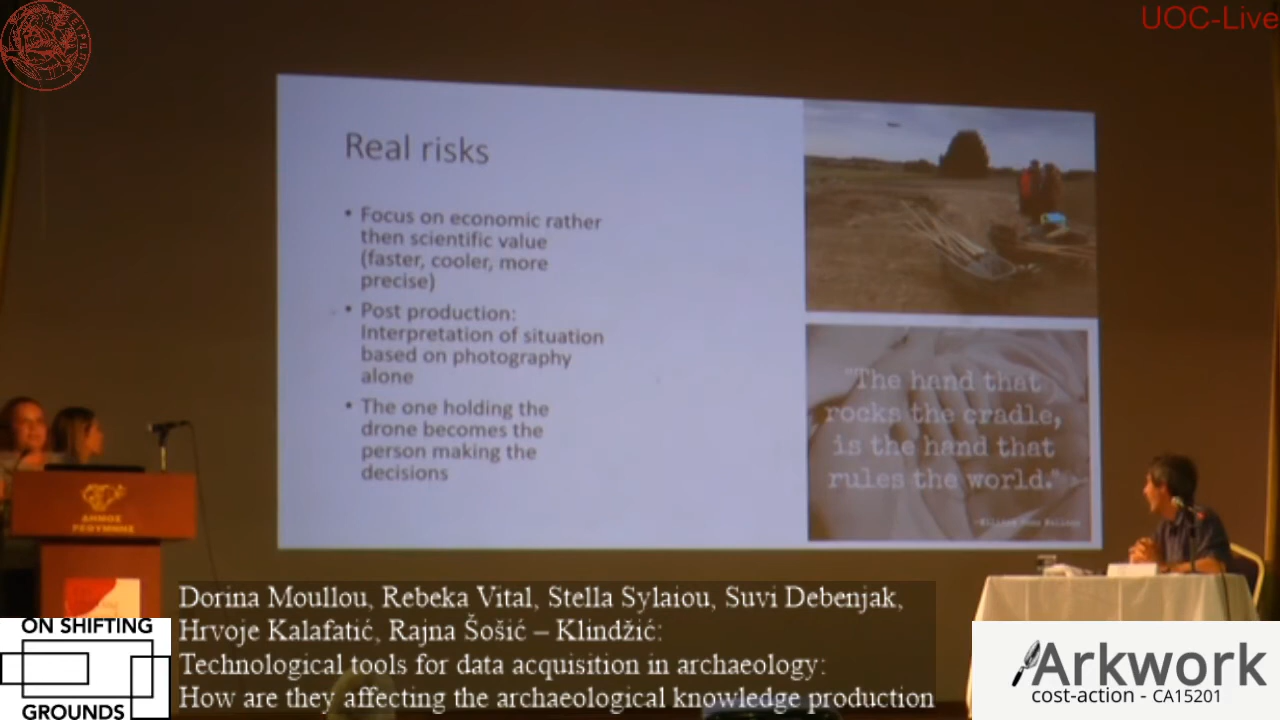 UOC-Live
Real risks
• Focus on economic rather
then scientific value
(faster, cooler, more
precise)
• Post production:
Interpretation of situation
based on photography
alone
• The one holding the
drone becomes the
person making the
decisions
"The hand that
rocks the cradle,
is the hand that
rules the world."
ΔΗΜΟΣ
ΡΕΘΥΜΝΗΣ
Dorina Moullou, Rebeka Vital, Stella Sylaiou, Suvi Debenjak,
Hrvoje Kalafatić, Rajna Šošić – Klindžić:
Technological tools for data acquisition in archaeology:
How are they affecting the archaeological knowledge production
ON SHIFTING
GROUNDS
Arkwork
cost-action - CA15201